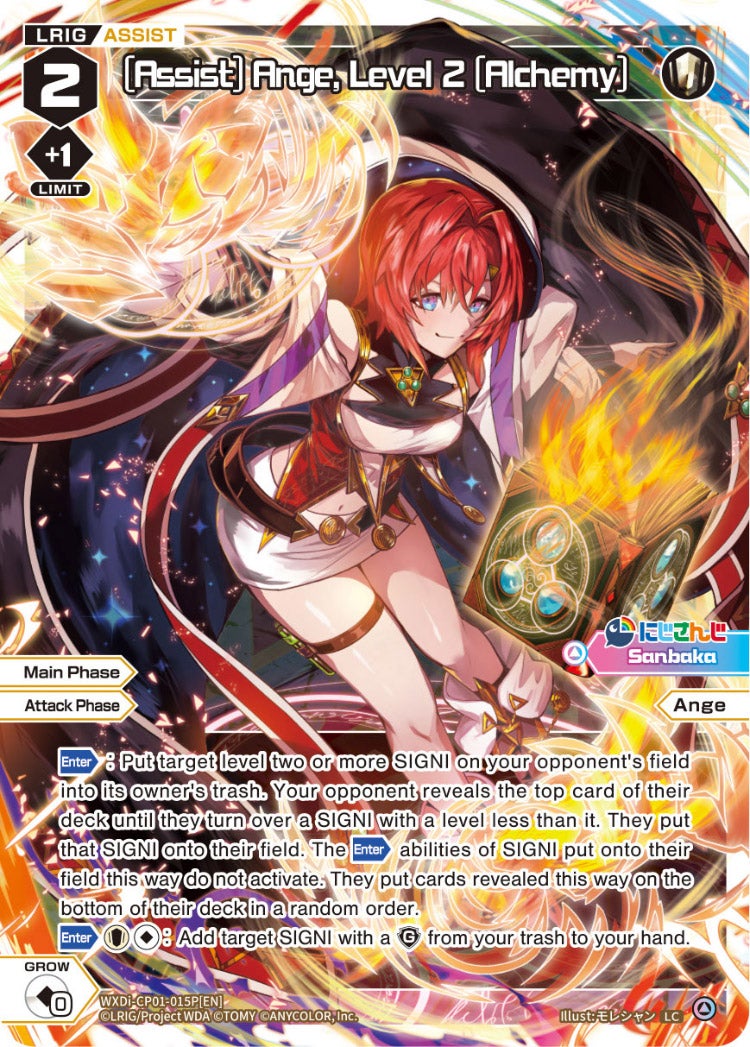 LRIG ASSIST
2
[Assist] Ange, Level 2 [Alchemy]
+1
LIMIT
にじさんじ
Sanbaka
Main Phase
Attack Phase
Ange
Enter : Put target level two or more SIGNI on your opponent's field
into its owner's trash. Your opponent reveals the top card of their
deck until they turn over a SIGNI with a level less than it. They put
that SIGNI onto their field. The Enter abilities of SIGNI put onto their
field this way do not activate. They put cards revealed this way on the
bottom of their deck in a random order.
Enter : Add target SIGNI with a G from your trash to your hand.
GROW
0
WXDi-CP01-015P[EN]
©LRIG/Project WDA ©TOMY ©ANYCOLOR, Inc.
Illust:モレシャン LC